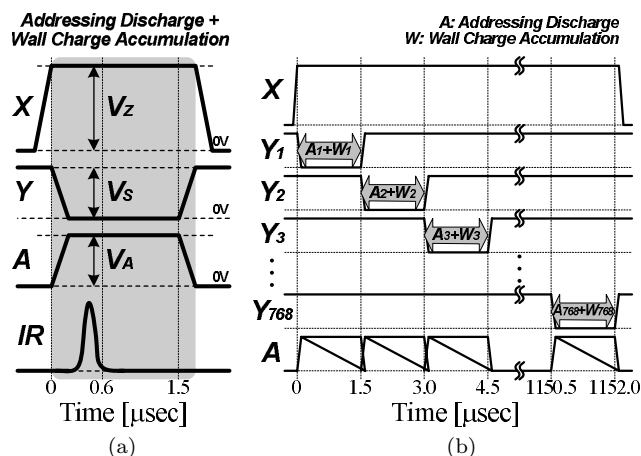 Addressing Discharge +
Wall Charge Accumulation
X
VZ
0V
Y
VS
0V
A
VA
0V
IR
0 0.6 1.5
Time [μsec]
(a)
A: Addressing Discharge
W: Wall Charge Accumulation
X
Y1
A1+W1
Y2
A2+W2
Y3
A3+W3
Y768
A768+W768
A
0 1.5 3.0 4.5 1150.5 1152.0
Time [μsec]
(b)